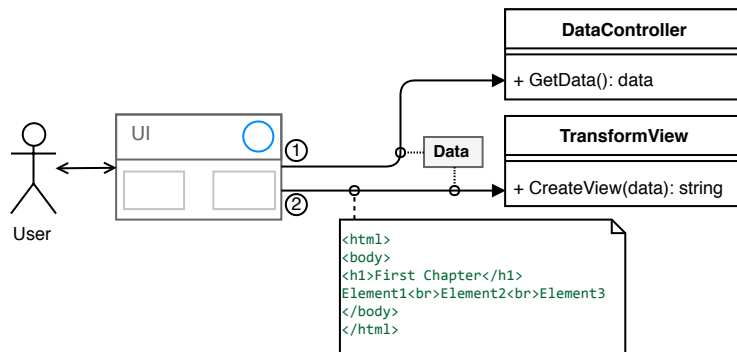 DataController
+ GetData(): data
UI
①
Data
TransformView
+ CreateView(data): string
②
User
<html>
<body>
<h1>First Chapter</h1>
Element1<br>Element2<br>Element3
</body>
</html>